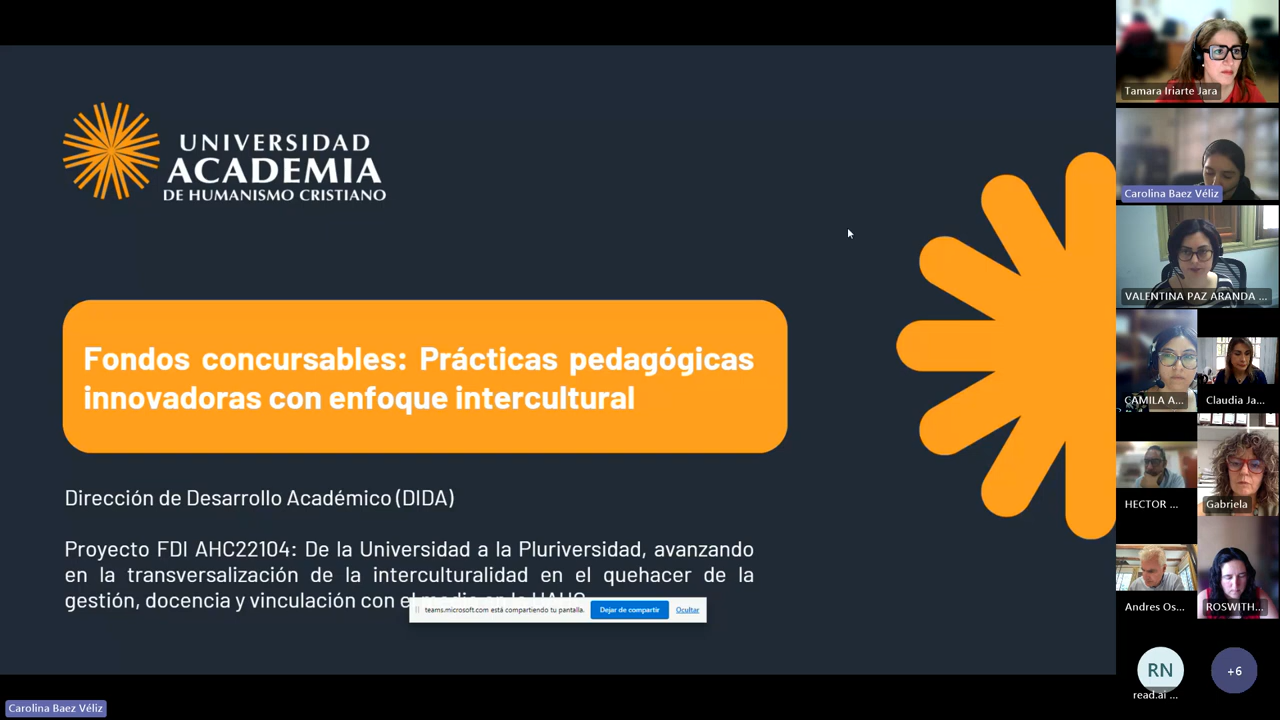 UNIVERSIDAD
ACADEMIA
DE HUMANISMO CRISTIANO
Fondos concursables: Prácticas pedagógicas
innovadoras con enfoque intercultural
Dirección de Desarrollo Académico (DIDA)
Proyecto FDI AHC22104: De la Universidad a la Pluriversidad, avanzando
en la transversalización de la interculturalidad en el quehacer de la
gestión, docencia y vinculación con el medio en la UAHC
teams.microsoft.com está compartiendo tu pantalla.
Dejar de compartir
Ocultar
Carolina Baez Véliz
Tamara Iriarte Jara
Carolina Baez Véliz
VALENTINA PAZ ARANDA ...
CAMILA A...
Claudia Ja...
HECTOR ...
Gabriela
Andres Os...
ROSWITH...
RN
read.ai ...
+6